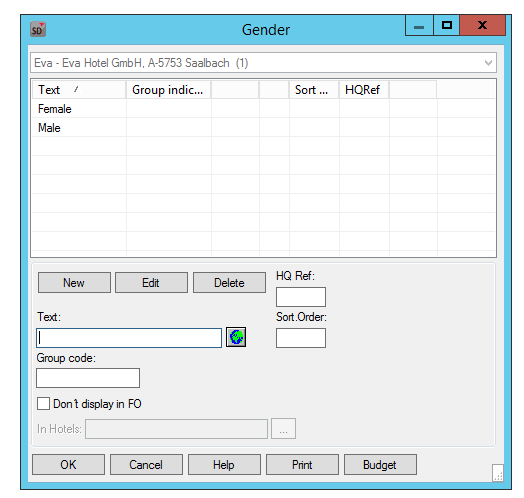 SD Gender X
Eva - Eva Hotel GmbH, A-5753 Saalbach (1)
Text Group indic... Sort ... HQRef
Female
Male
New Edit Delete HQ Ref:
Text: Sort.Order:
Group code:
Don't display in FO
In Hotels: ...
OK Cancel Help Print Budget